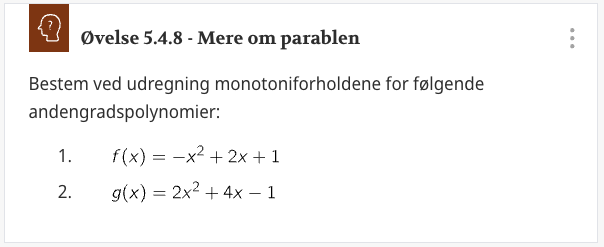 Øvelse 5.4.8 - Mere om parablen
Bestem ved udregning monotoniforholdene for følgende
andengradspolynomier:
1. f(x) = −x² + 2x + 1
2. g(x) = 2x² + 4x − 1